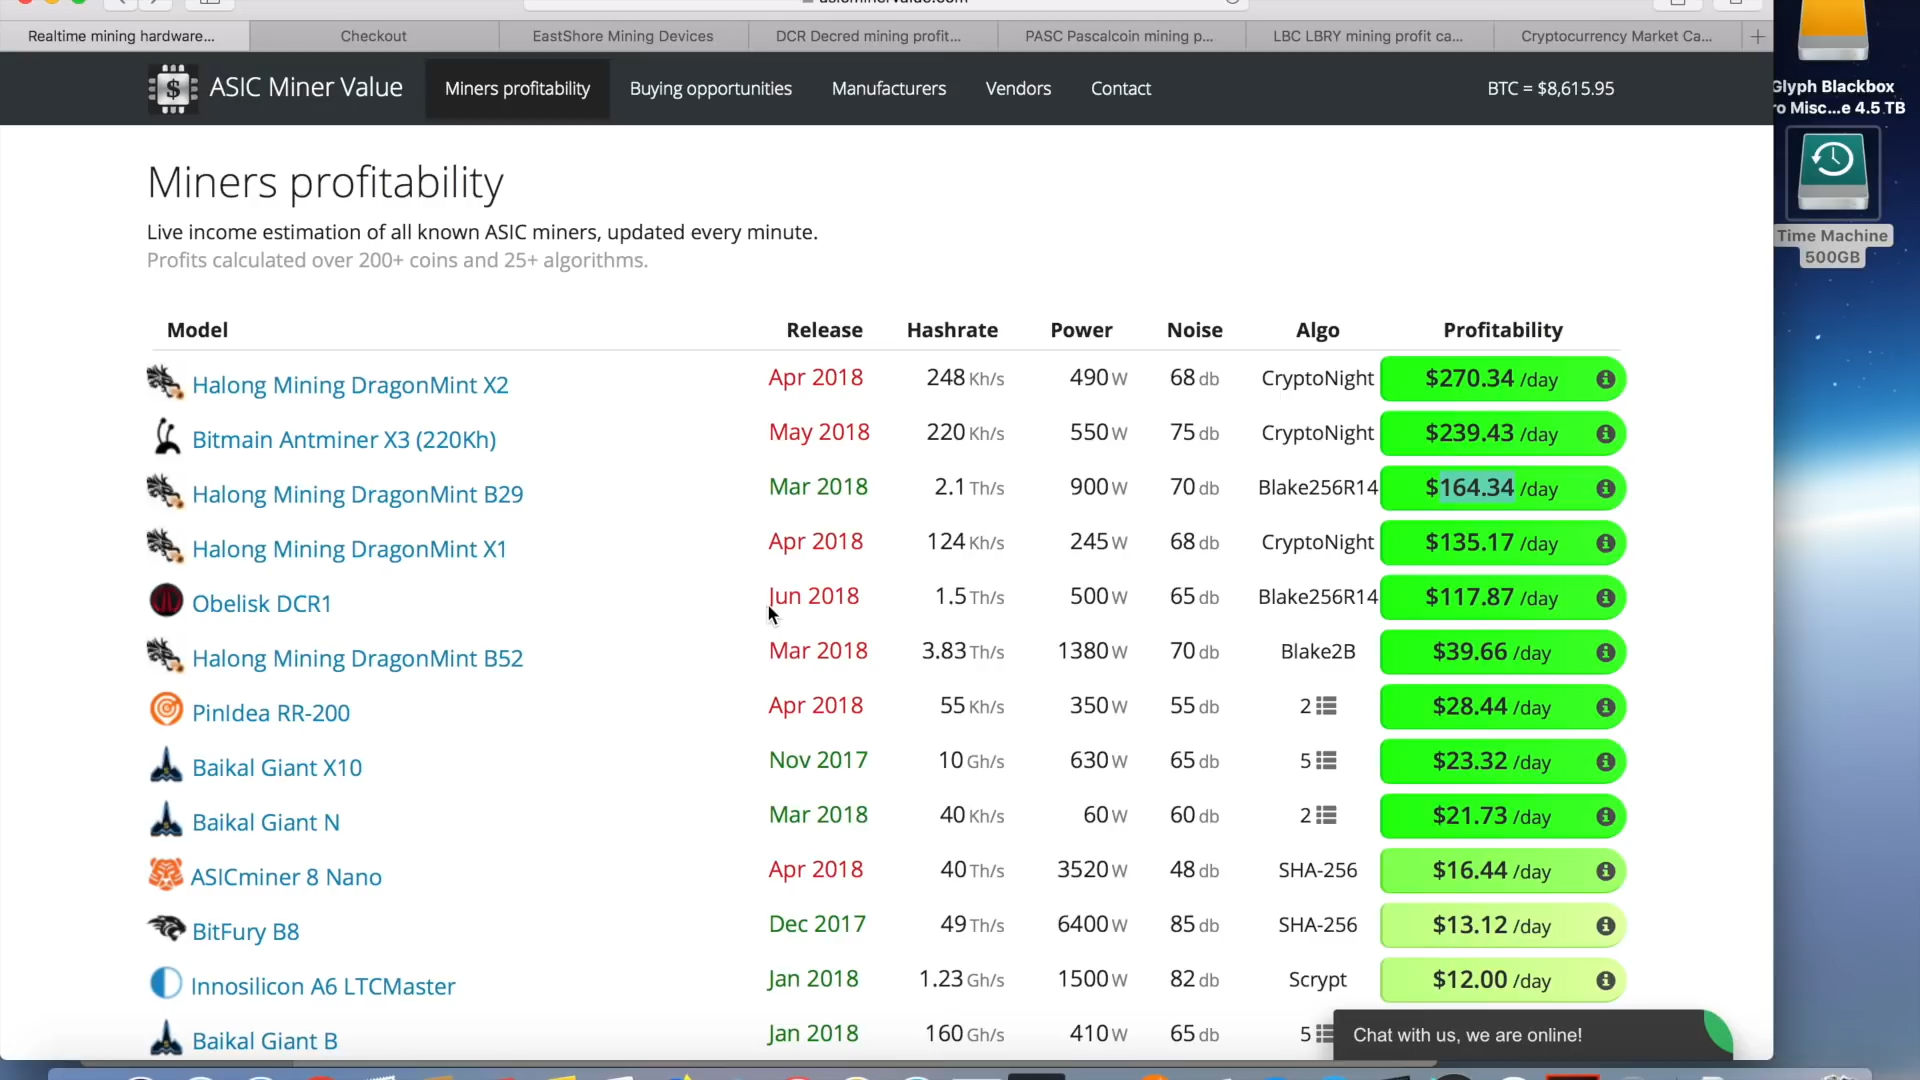 Realtime mining hardware...
Checkout
EastShore Mining Devices
DCR Decred mining profit...
PASC Pascalcoin mining p...
LBC LBRY mining profit ca...
Cryptocurrency Market Ca...
Glyph Blackbox
ro Misc...e 4.5 TB
Time Machine
500GB
ASIC Miner Value Miners profitability Buying opportunities Manufacturers Vendors Contact BTC = $8,615.95
Miners profitability
Live income estimation of all known ASIC miners, updated every minute.
Profits calculated over 200+ coins and 25+ algorithms.
Model Release Hashrate Power Noise Algo Profitability
Halong Mining DragonMint X2 Apr 2018 248 Kh/s 490 W 68 db CryptoNight $270.34 /day
Bitmain Antminer X3 (220Kh) May 2018 220 Kh/s 550 W 75 db CryptoNight $239.43 /day
Halong Mining DragonMint B29 Mar 2018 2.1 Th/s 900 W 70 db Blake256R14 $164.34 /day
Halong Mining DragonMint X1 Apr 2018 124 Kh/s 245 W 68 db CryptoNight $135.17 /day
Obelisk DCR1 Jun 2018 1.5 Th/s 500 W 65 db Blake256R14 $117.87 /day
Halong Mining DragonMint B52 Mar 2018 3.83 Th/s 1380 W 70 db Blake2B $39.66 /day
PinIdea RR-200 Apr 2018 55 Kh/s 350 W 55 db 2 $28.44 /day
Baikal Giant X10 Nov 2017 10 Gh/s 630 W 65 db 5 $23.32 /day
Baikal Giant N Mar 2018 40 Kh/s 60 W 60 db 2 $21.73 /day
ASICminer 8 Nano Apr 2018 40 Th/s 3520 W 48 db SHA-256 $16.44 /day
BitFury B8 Dec 2017 49 Th/s 6400 W 85 db SHA-256 $13.12 /day
Innosilicon A6 LTCMaster Jan 2018 1.23 Gh/s 1500 W 82 db Scrypt $12.00 /day
Baikal Giant B Jan 2018 160 Gh/s 410 W 65 db 5
Chat with us, we are online!